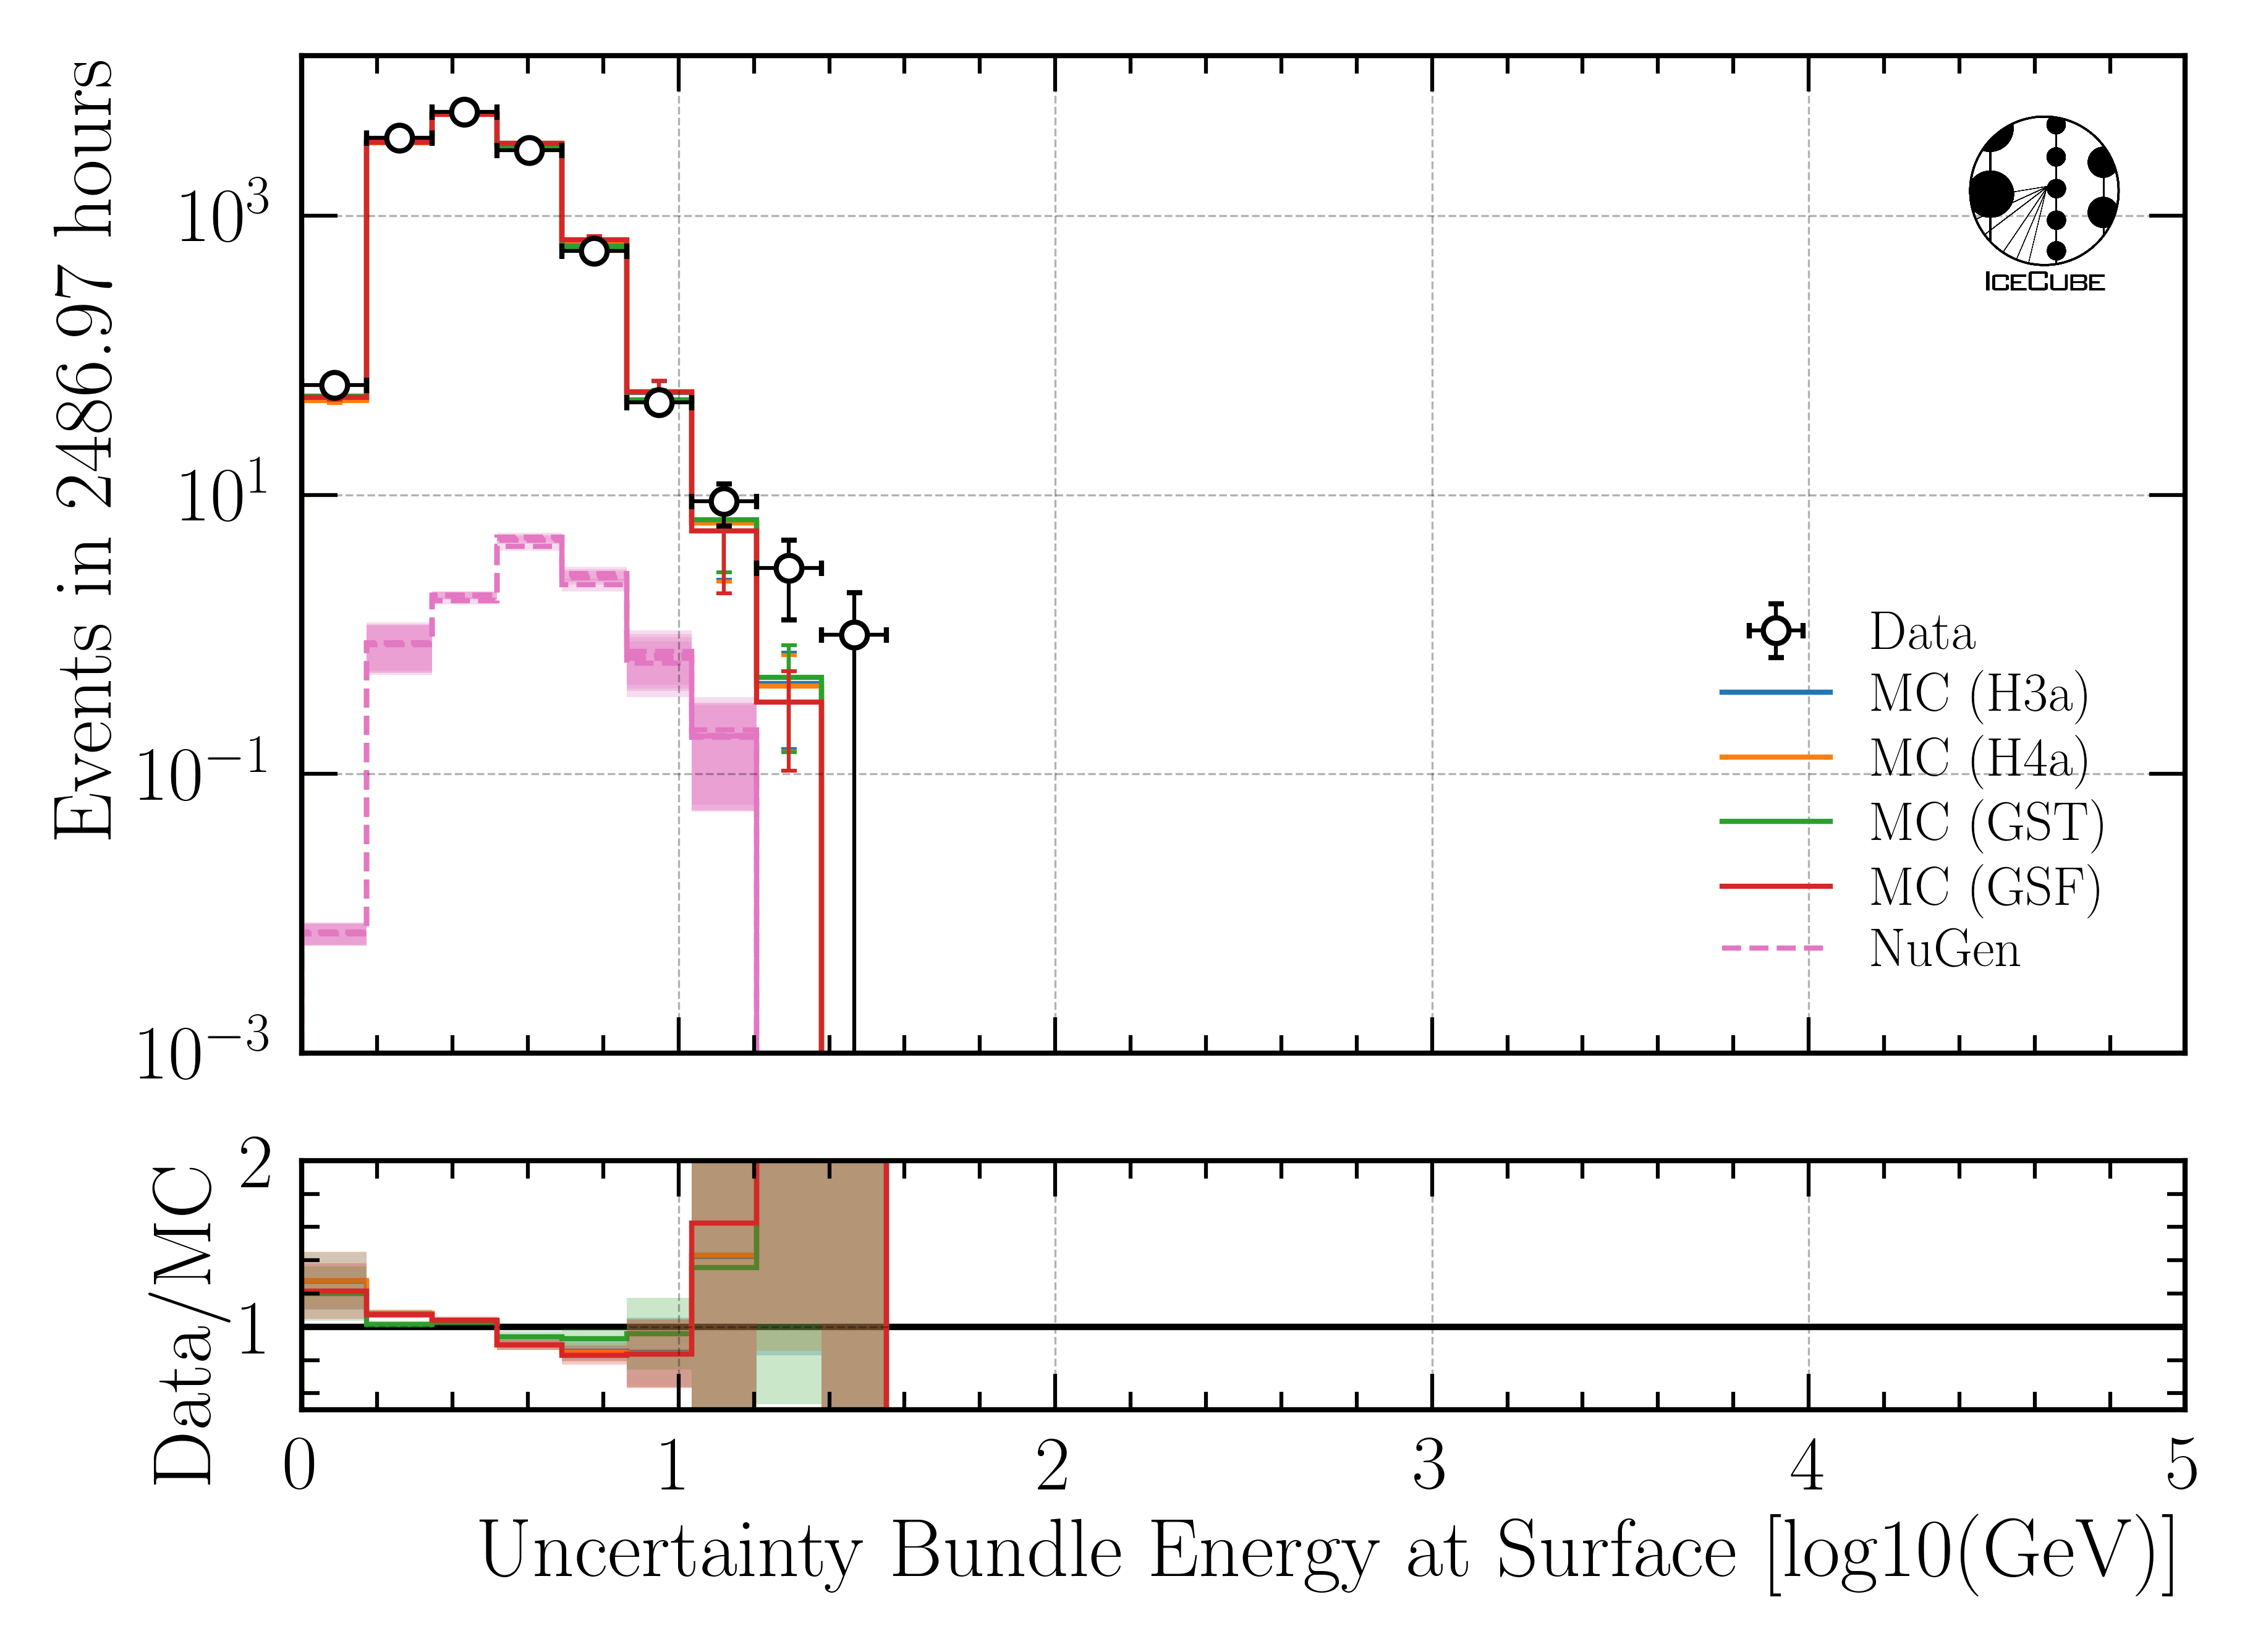 Events in 2486.97 hours
10^3
10^1
10^−1
10^−3
IceCube
Data
MC (H3a)
MC (H4a)
MC (GST)
MC (GSF)
NuGen
Data/MC
2
1
0 1 2 3 4 5
Uncertainty Bundle Energy at Surface [log10(GeV)]